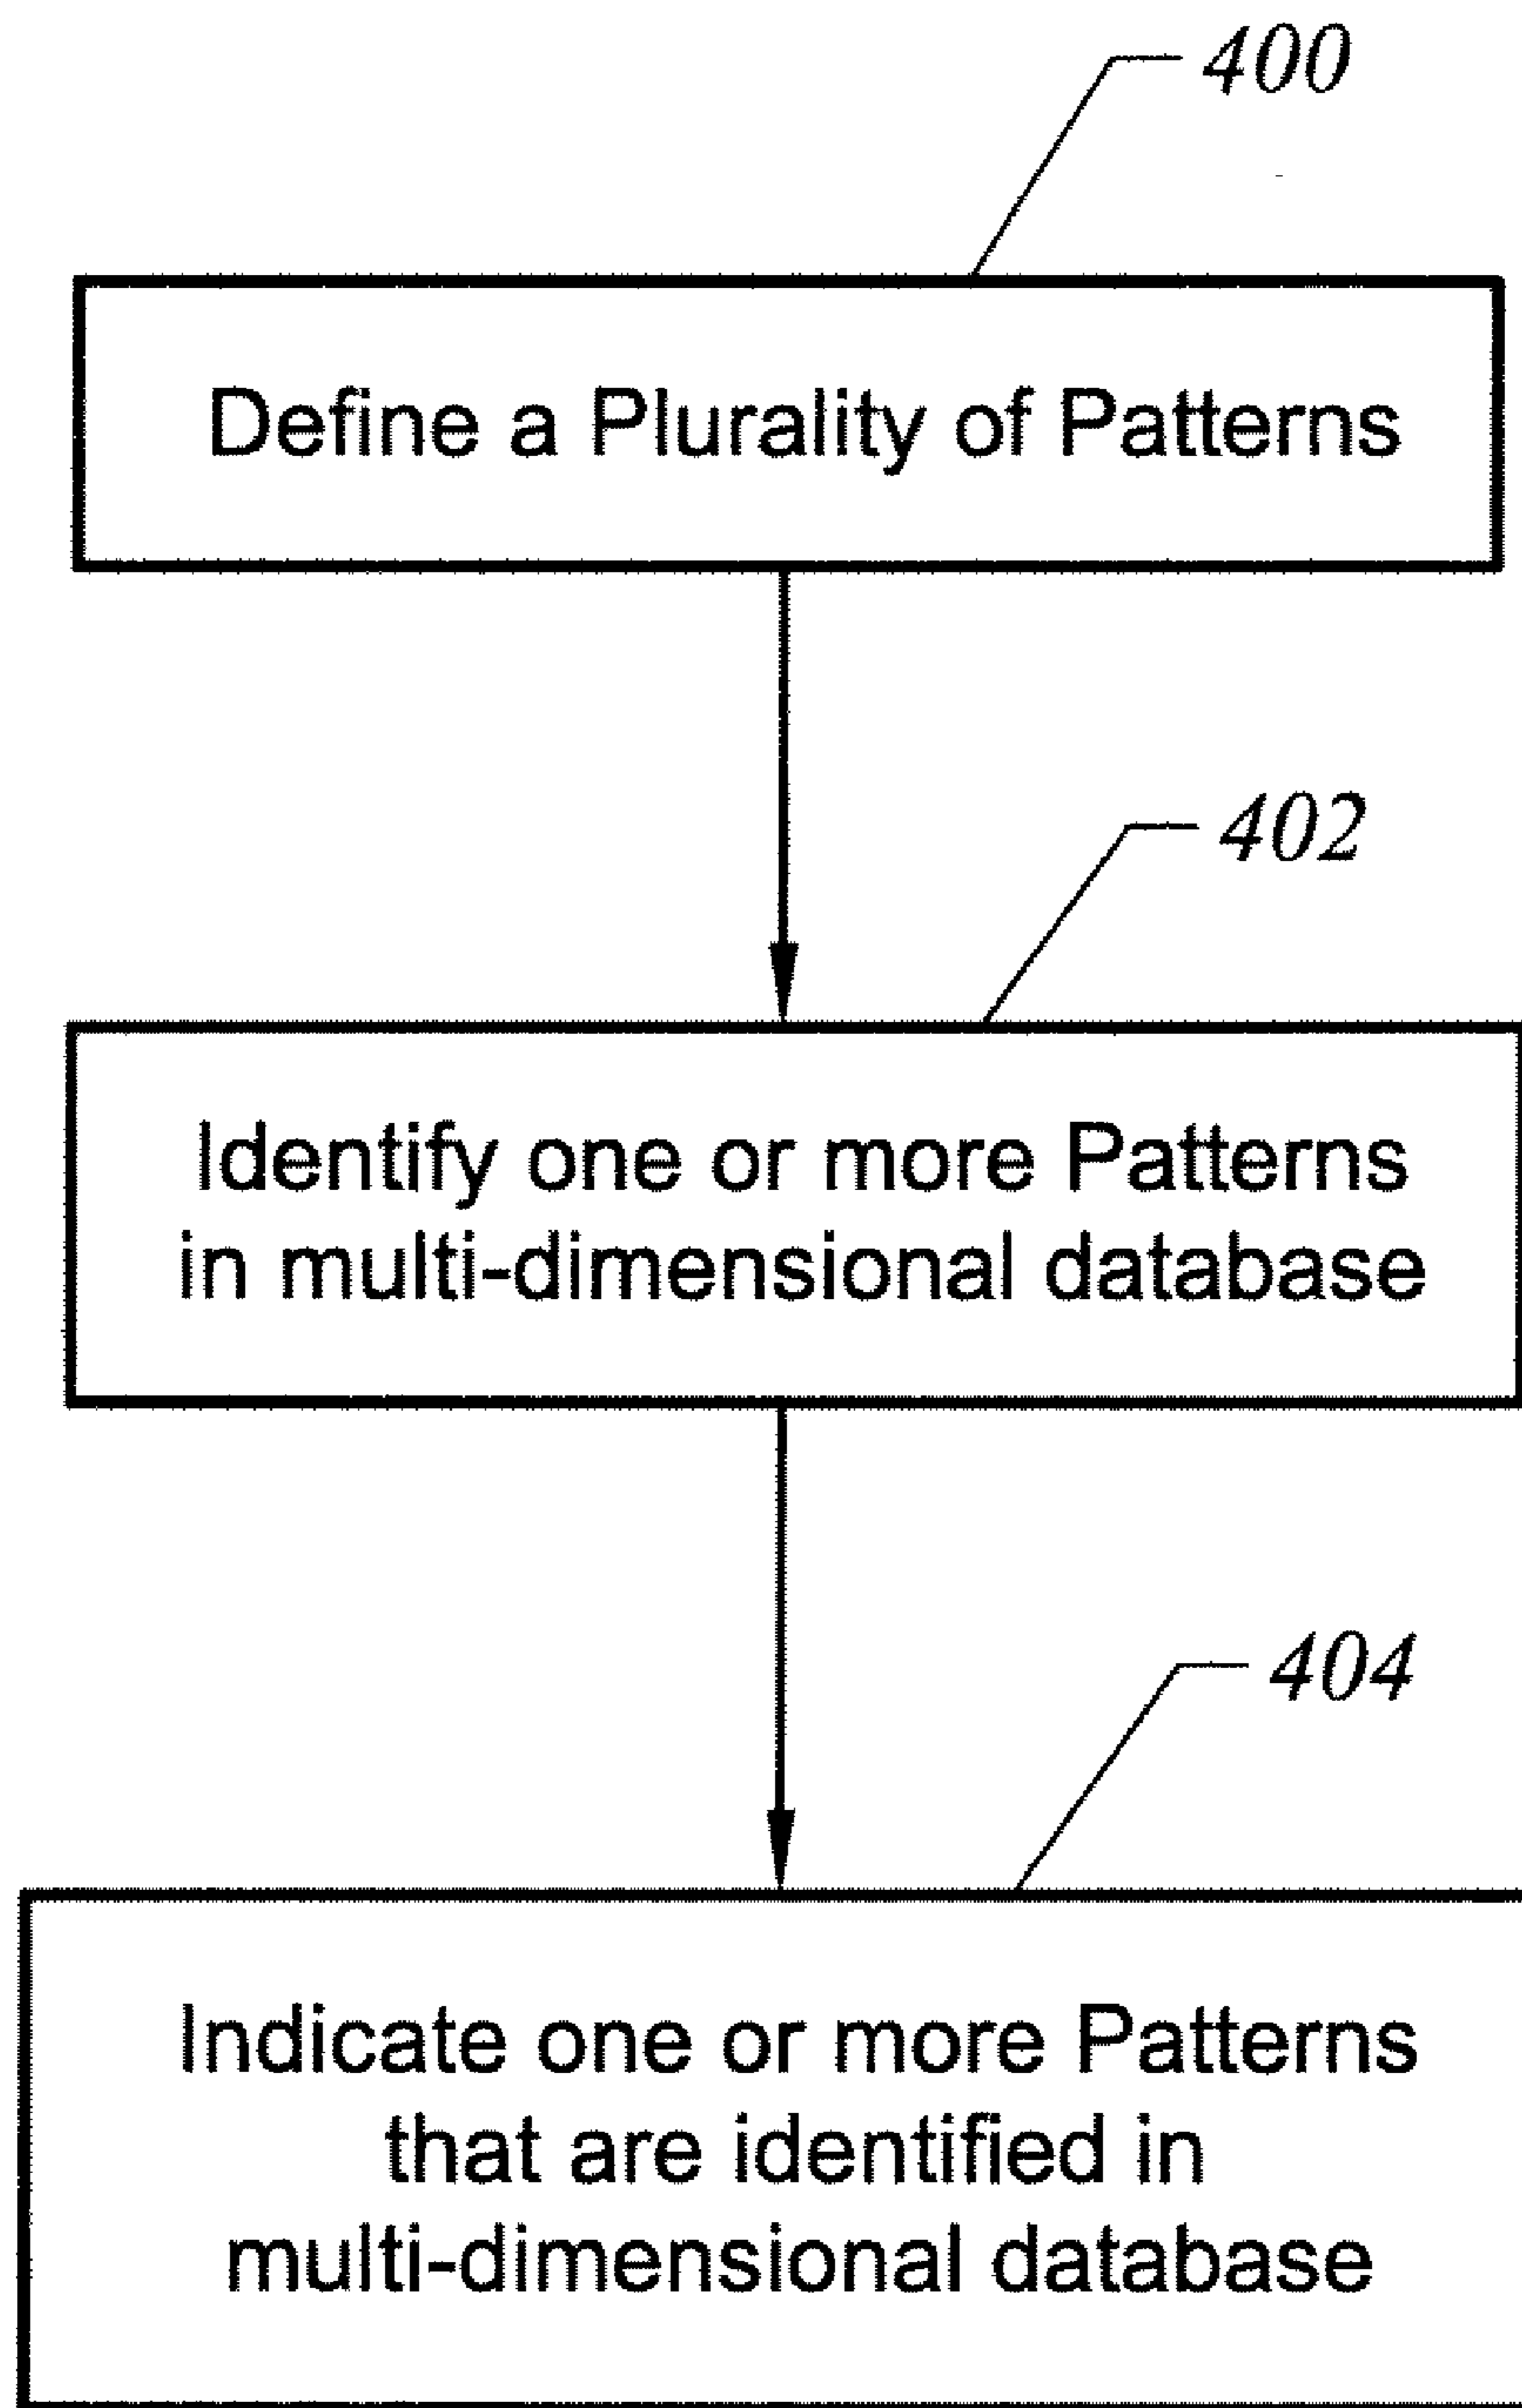 400
Define a Plurality of Patterns
402
Identify one or more Patterns
in multi-dimensional database
404
Indicate one or more Patterns
that are identified in
multi-dimensional database